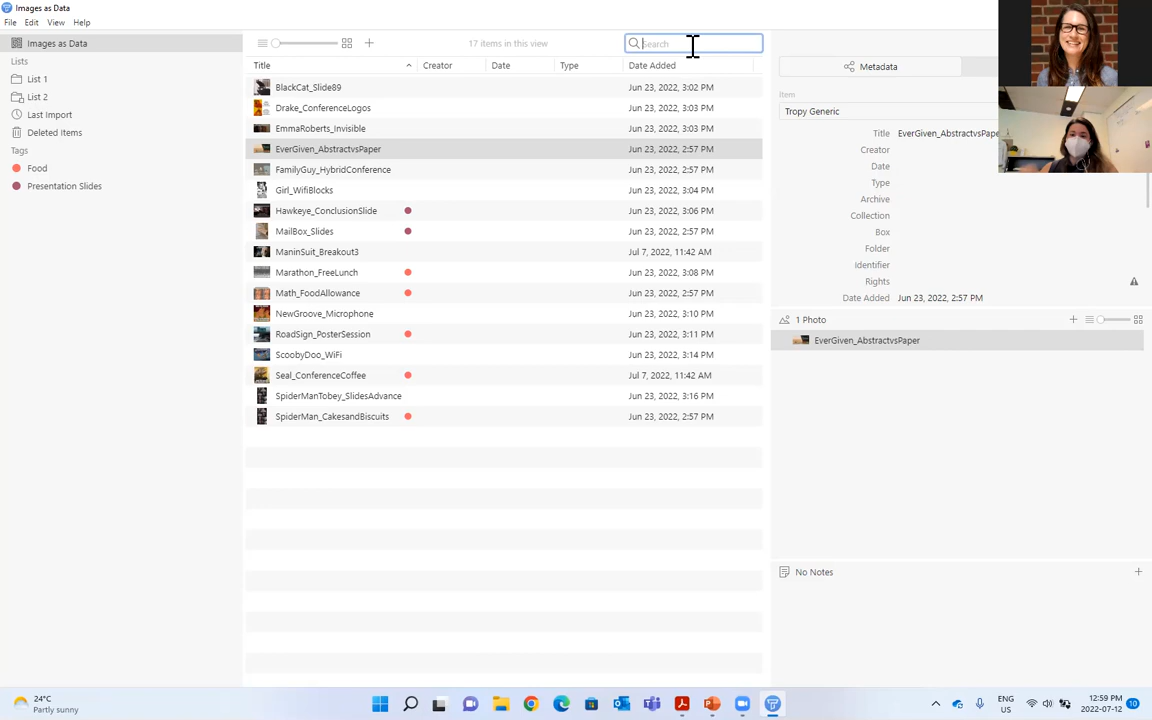 Images as Data
File Edit View Help
Images as Data
17 items in this view
Search
Lists
List 1
List 2
Last Import
Deleted Items
Tags
Food
Presentation Slides
Title Creator Date Type Date Added
BlackCat_Slide89 Jun 23, 2022, 3:02 PM
Drake_ConferenceLogos Jun 23, 2022, 3:03 PM
EmmaRoberts_Invisible Jun 23, 2022, 3:03 PM
EverGiven_AbstractvsPaper Jun 23, 2022, 2:57 PM
FamilyGuy_HybridConference Jun 23, 2022, 2:57 PM
Girl_WifiBlocks Jun 23, 2022, 3:04 PM
Hawkeye_ConclusionSlide Jun 23, 2022, 3:06 PM
MailBox_Slides Jun 23, 2022, 2:57 PM
ManinSuit_Breakout3 Jul 7, 2022, 11:42 AM
Marathon_FreeLunch Jun 23, 2022, 3:08 PM
Math_FoodAllowance Jun 23, 2022, 2:57 PM
NewGroove_Microphone Jun 23, 2022, 3:10 PM
RoadSign_PosterSession Jun 23, 2022, 3:11 PM
ScoobyDoo_WiFi Jun 23, 2022, 3:14 PM
Seal_ConferenceCoffee Jul 7, 2022, 11:42 AM
SpiderManTobey_SlidesAdvance Jun 23, 2022, 3:16 PM
SpiderMan_CakesandBiscuits Jun 23, 2022, 2:57 PM
Metadata
Item
Tropy Generic
Title EverGiven_AbstractvsPape
Creator
Date
Type
Archive
Collection
Box
Folder
Identifier
Rights
Date Added Jun 23, 2022, 2:57 PM
1 Photo
EverGiven_AbstractvsPaper
No Notes
24°C
Partly sunny
ENG
US
12:59 PM
2022-07-12
10